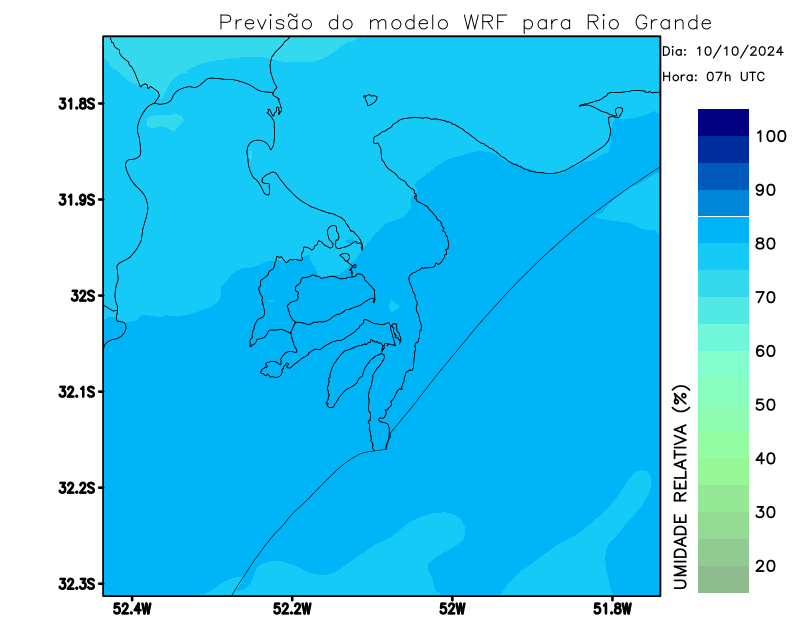 Previsão do modelo WRF para Rio Grande
Dia: 10/10/2024
Hora: 07h UTC
31.8S
31.9S
32S
32.1S
32.2S
32.3S
52.4W
52.2W
52W
51.8W
100
90
80
70
60
50
40
30
20
UMIDADE RELATIVA (%)